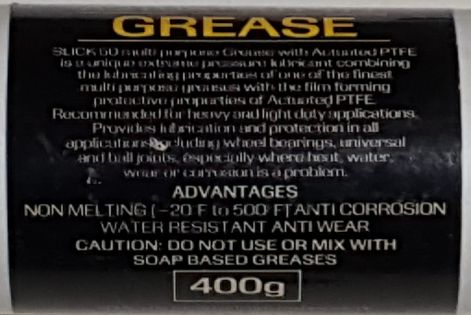 GREASE
SLICK 50 multi purpose Grease with Actuated PTFE
is a unique extreme pressure lubricant combining
the lubricating properties of one of the finest
multi purpose greases with the film forming
protective properties of Actuated PTFE.
Recommended for heavy and light duty applications.
Provides lubrication and protection in all
applications including wheel bearings, universal
and ball joints, especially where heat, water,
wear or corrosion is a problem.
ADVANTAGES
NON MELTING (-20 F to 500 F) ANTI CORROSION
WATER RESISTANT ANTI WEAR
CAUTION: DO NOT USE OR MIX WITH
SOAP BASED GREASES
400g